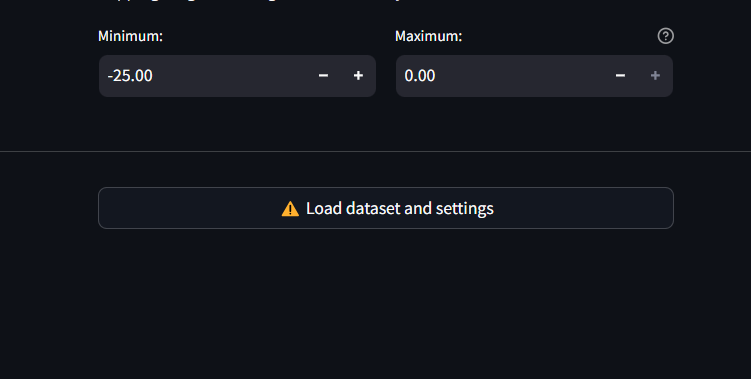 Minimum:
Maximum:
-25.00
0.00
Load dataset and settings